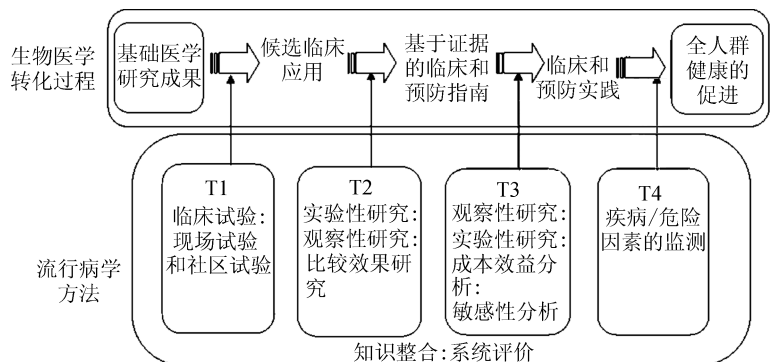 生物医学
转化过程
基础医学
研究成果
候选临床
应用
基于证据
的临床和
预防指南
临床和
预防实践
全人群
健康的
促进
流行病学
方法
T1
临床试验:
现场试验
和社区试验
T2
实验性研究:
观察性研究:
比较效果研
究
T3
观察性研究:
实验性研究:
成本效益分
析:
敏感性分析
T4
疾病/危险
因素的监测
知识整合:系统评价